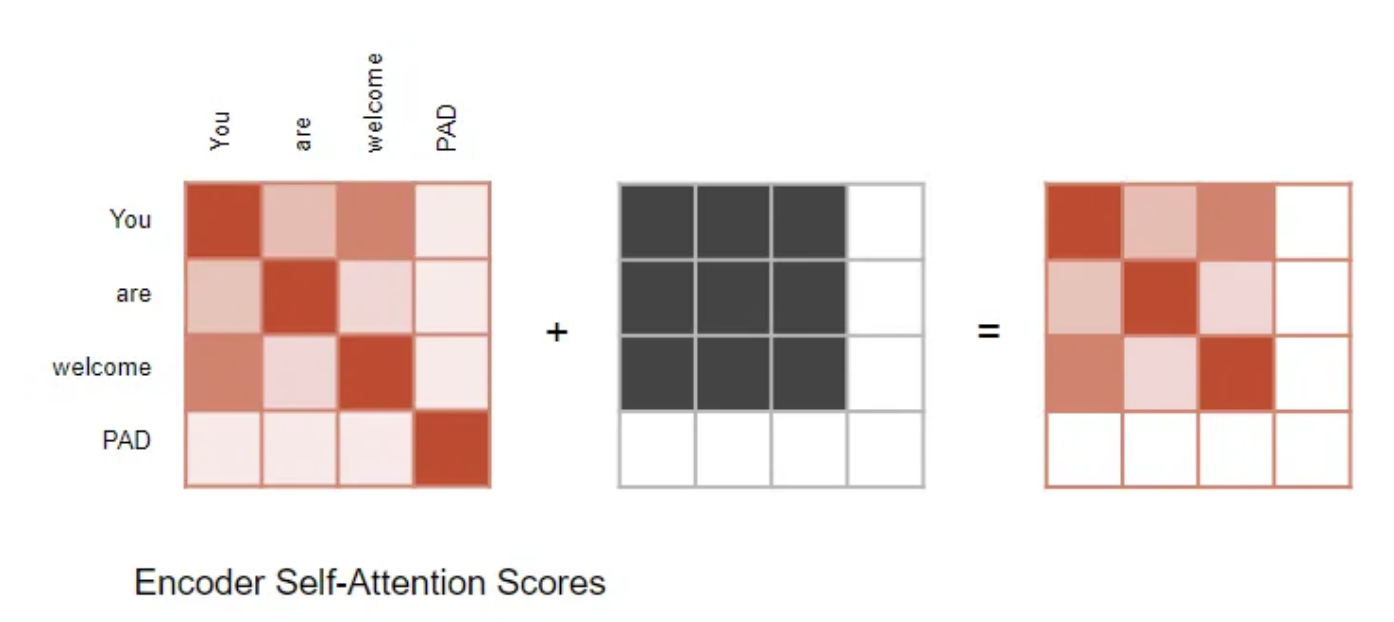 You
are
welcome
PAD
You
are
welcome
PAD
+
=
Encoder Self-Attention Scores